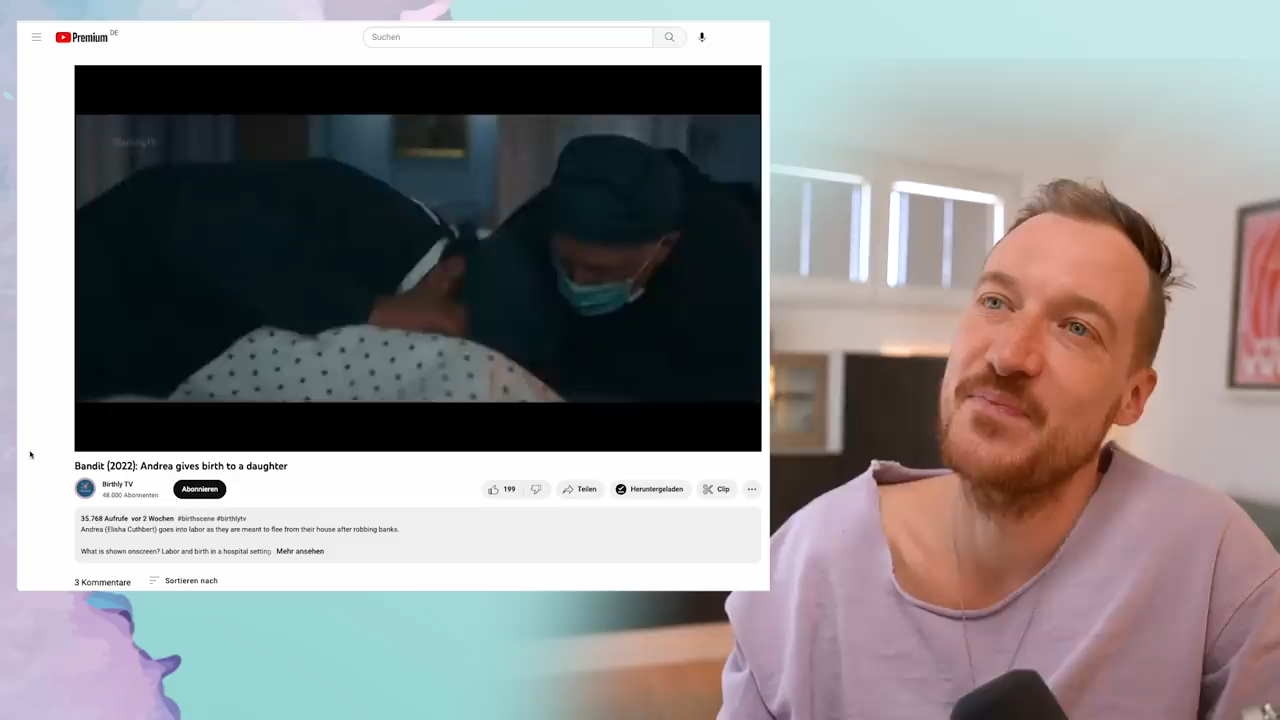 Premium DE
Suchen
Bandit (2022): Andrea gives birth to a daughter
Birthly TV
48.000 Abonnenten
Abonnieren
199
Teilen
Heruntergeladen
Clip
35.768 Aufrufe vor 2 Wochen #birthscene #birthlytv
Andrea (Elisha Cuthbert) goes into labor as they are meant to flee from their house after robbing banks.
What is shown onscreen? Labor and birth in a hospital setting Mehr ansehen
3 Kommentare
Sortieren nach